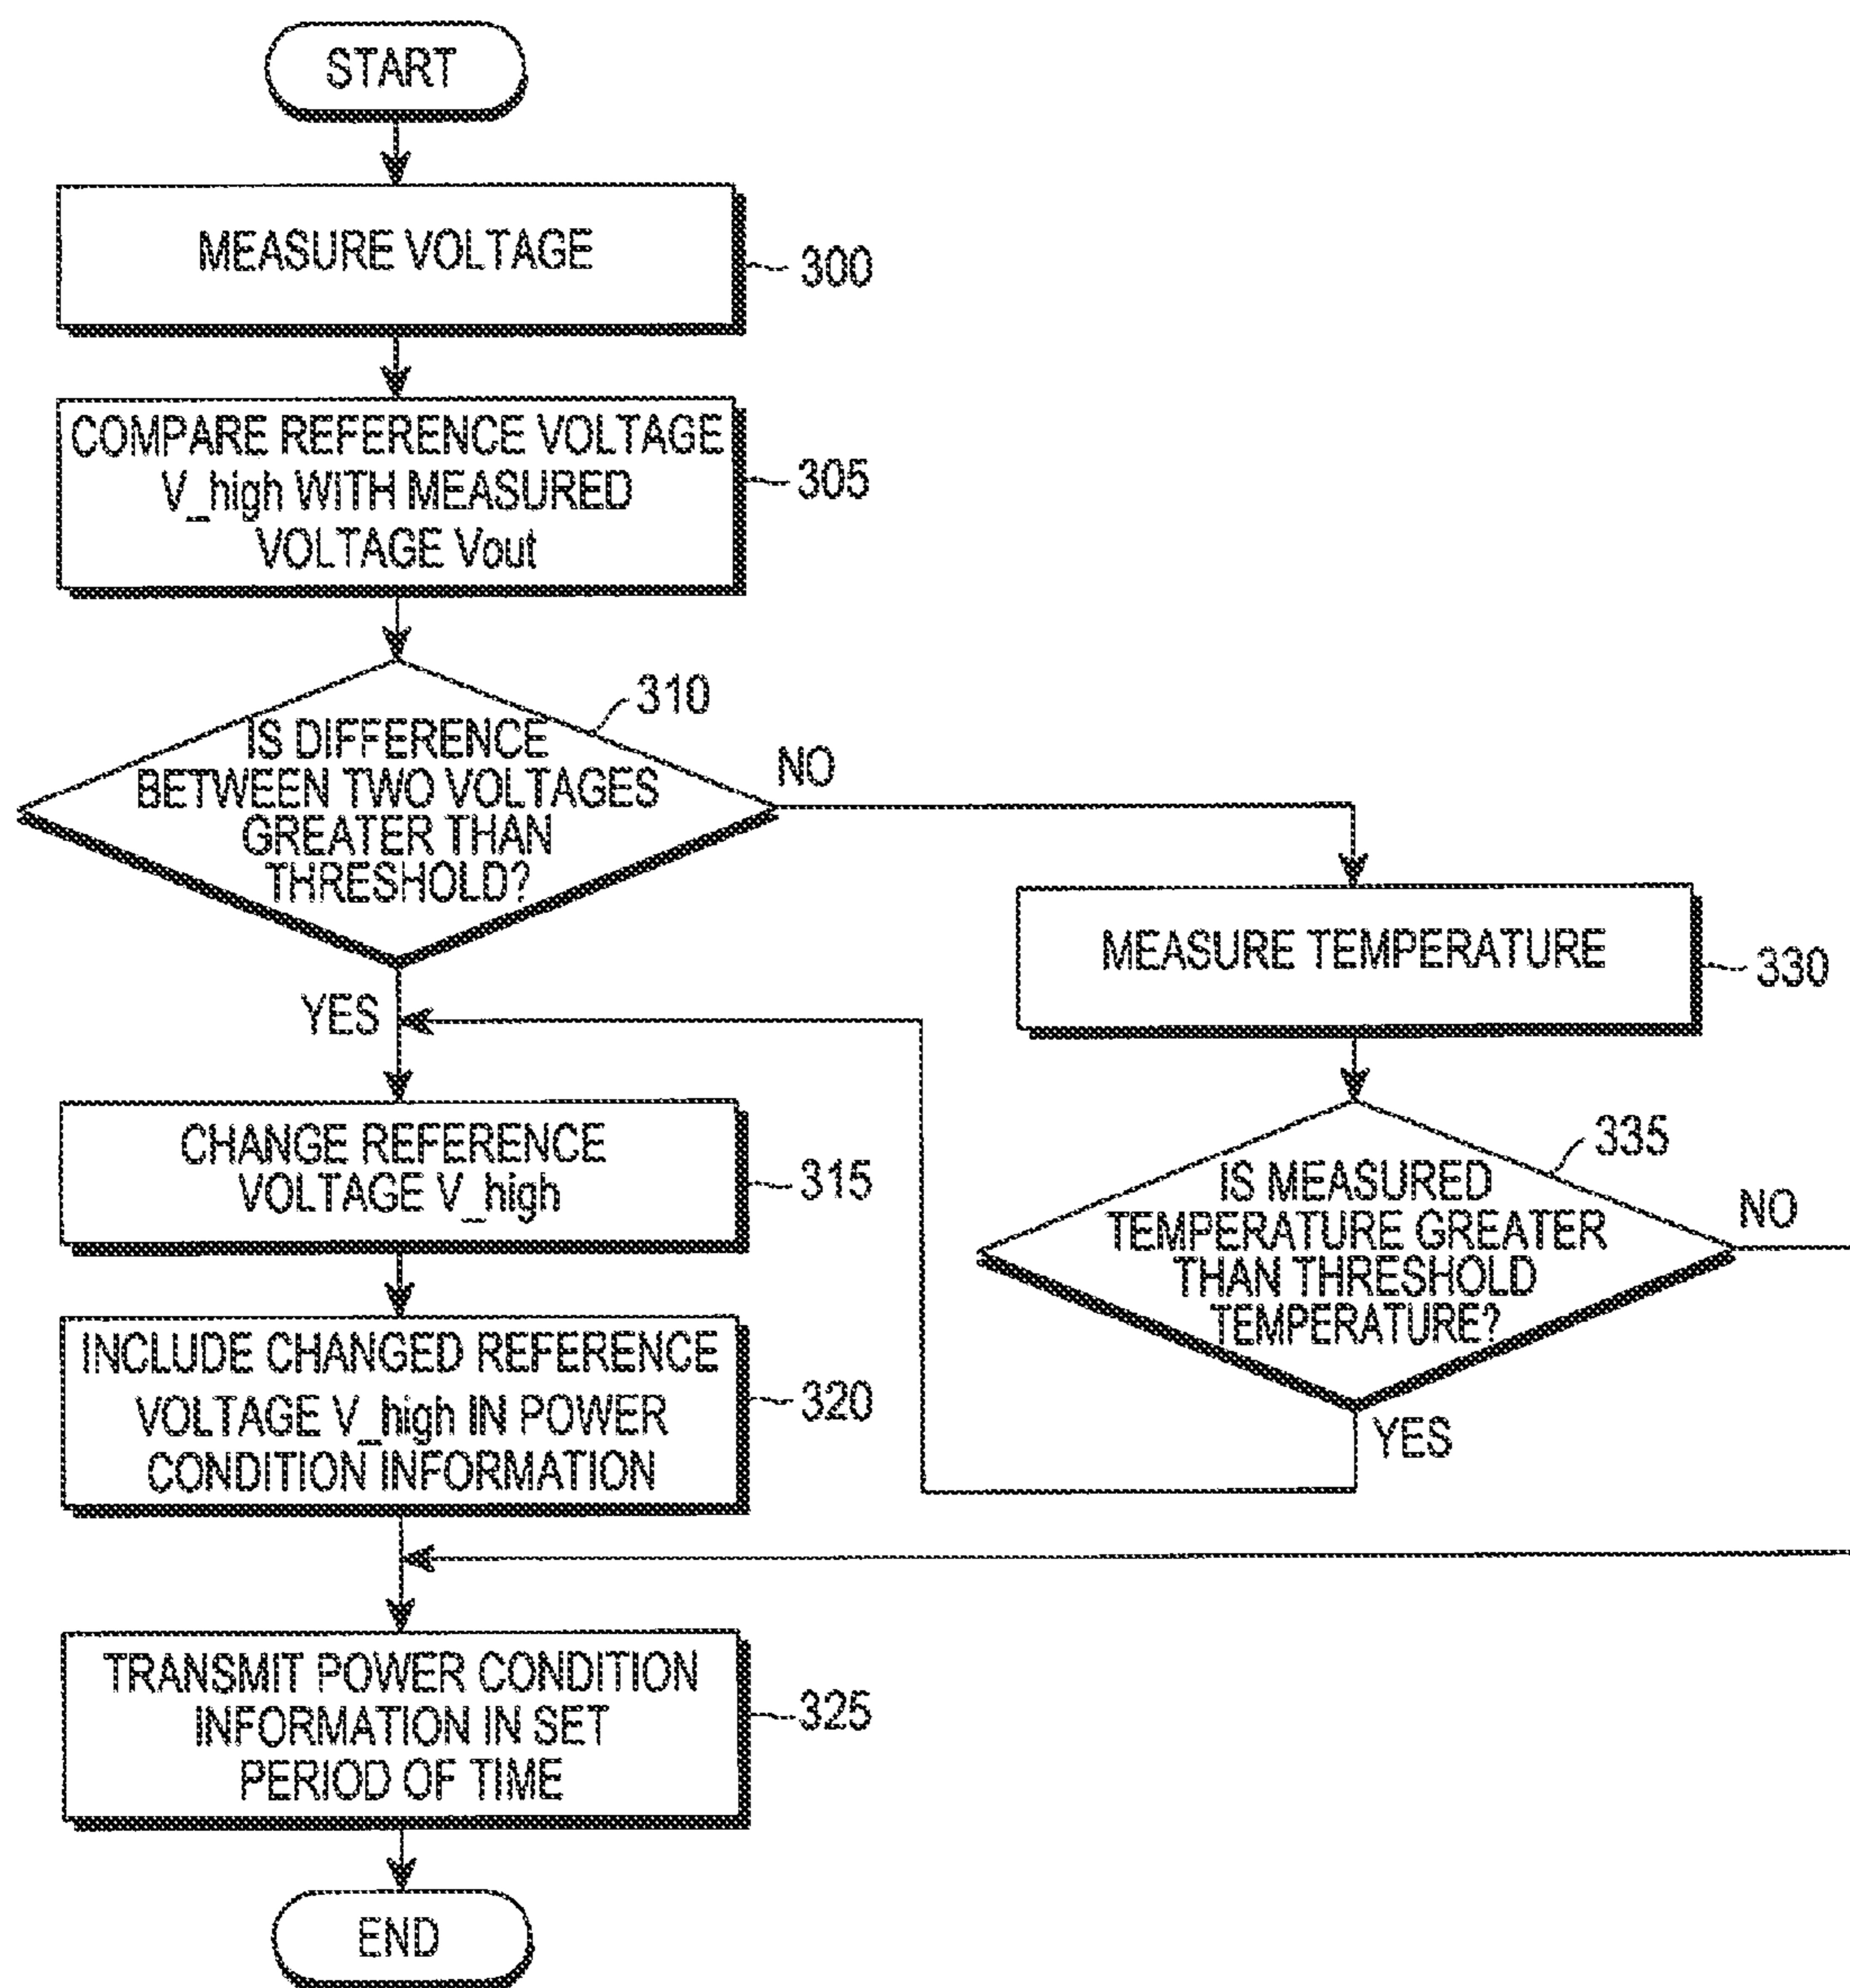 START
MEASURE VOLTAGE
300
COMPARE REFERENCE VOLTAGE
V_high WITH MEASURED
VOLTAGE Vout
305
310
IS DIFFERENCE
BETWEEN TWO VOLTAGES
GREATER THAN
THRESHOLD?
NO
YES
MEASURE TEMPERATURE
330
CHANGE REFERENCE
VOLTAGE V_high
315
335
IS MEASURED
TEMPERATURE GREATER
THAN THRESHOLD
TEMPERATURE?
NO
YES
INCLUDE CHANGED REFERENCE
VOLTAGE V_high IN POWER
CONDITION INFORMATION
320
TRANSMIT POWER CONDITION
INFORMATION IN SET
PERIOD OF TIME
325
END